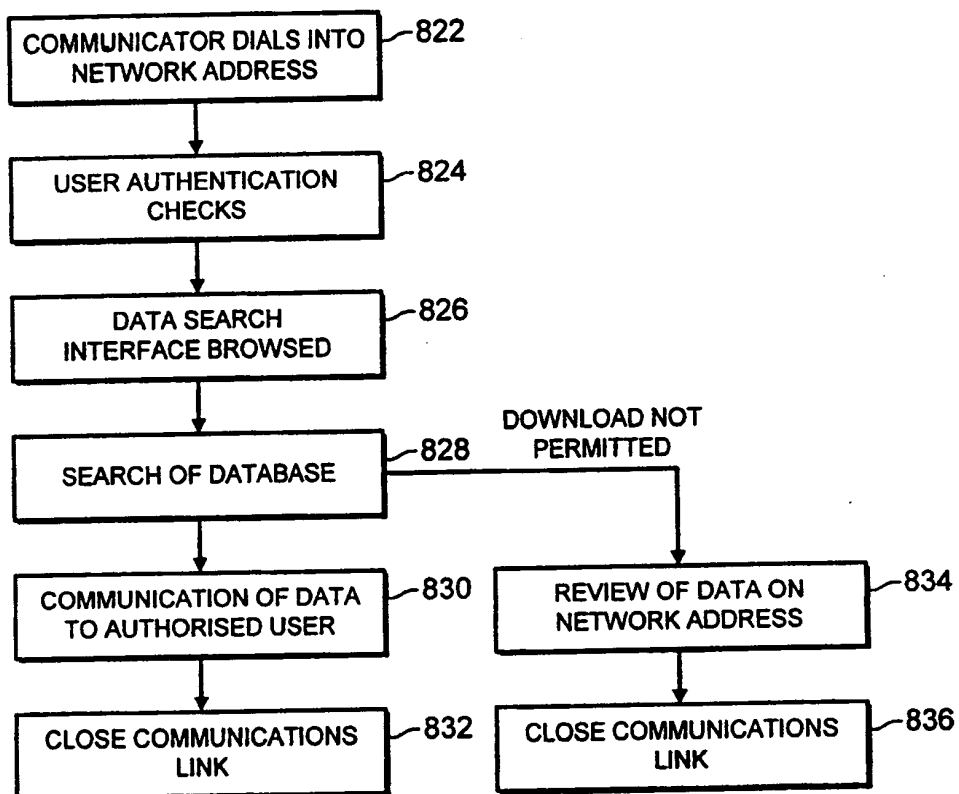 COMMUNICATOR DIALS INTO
NETWORK ADDRESS
822
USER AUTHENTICATION
CHECKS
824
DATA SEARCH
INTERFACE BROWSED
826
SEARCH OF DATABASE
828
DOWNLOAD NOT
PERMITTED
COMMUNICATION OF DATA
TO AUTHORISED USER
830
REVIEW OF DATA ON
NETWORK ADDRESS
834
CLOSE COMMUNICATIONS
LINK
832
CLOSE COMMUNICATIONS
LINK
836